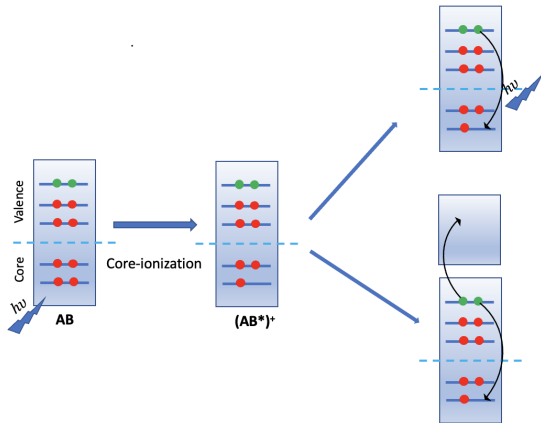 hν
Valence
Core
Core-ionization
hν
AB
(AB*)⁺